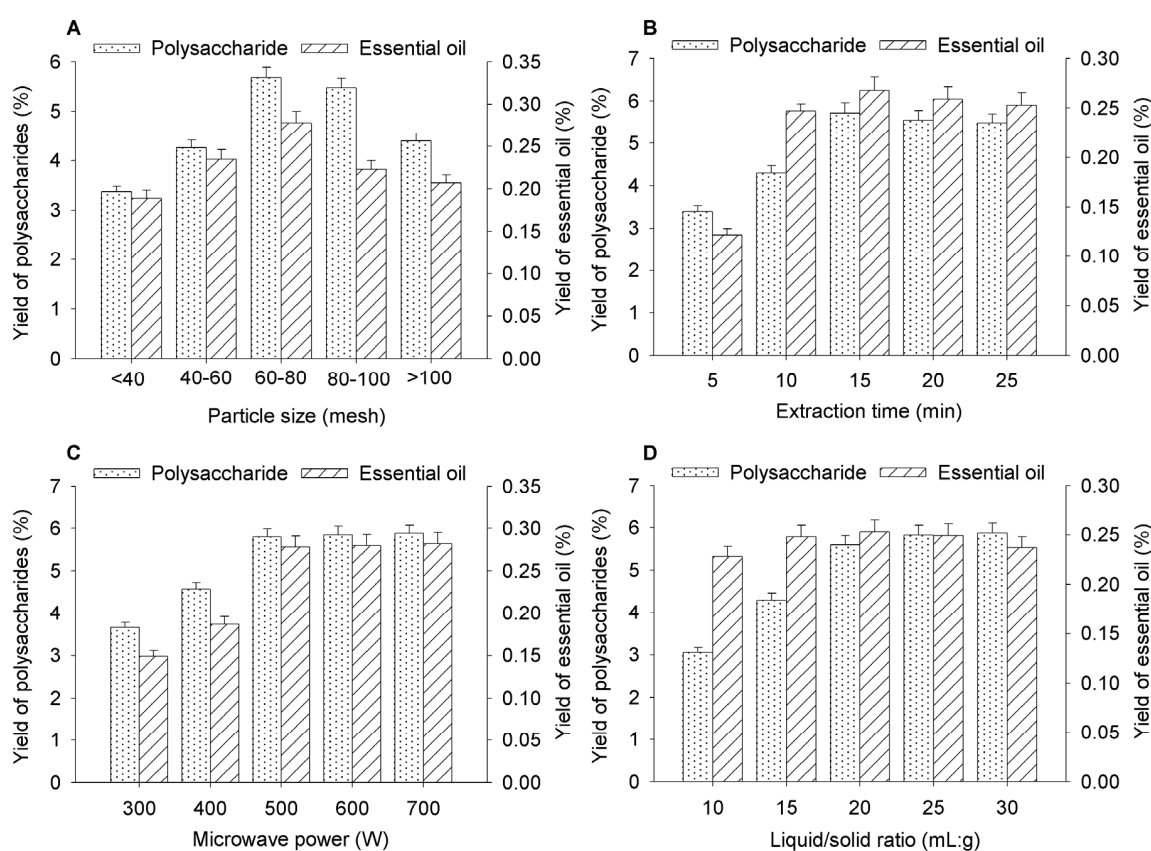 A
Polysaccharide Essential oil
Yield of polysaccharides (%)
6
5
4
3
2
1
0
0.35
0.30
0.25
0.20
0.15
0.10
0.05
0.00
Yield of essential oil (%)
<40 40-60 60-80 80-100 >100
Particle size (mesh)
B
Polysaccharide Essential oil
Yield of polysaccharide (%)
7
6
5
4
3
2
1
0
0.30
0.25
0.20
0.15
0.10
0.05
0.00
Yield of essential oil (%)
5 10 15 20 25
Extraction time (min)
C
Polysaccharide Essential oil
Yield of polysaccharides (%)
7
6
5
4
3
2
1
0
0.35
0.30
0.25
0.20
0.15
0.10
0.05
0.00
Yield of essential oil (%)
300 400 500 600 700
Microwave power (W)
D
Polysaccharide Essential oil
Yield of polysaccharides (%)
7
6
5
4
3
2
1
0
0.30
0.25
0.20
0.15
0.10
0.05
0.00
Yield of essential oil (%)
10 15 20 25 30
Liquid/solid ratio (mL:g)